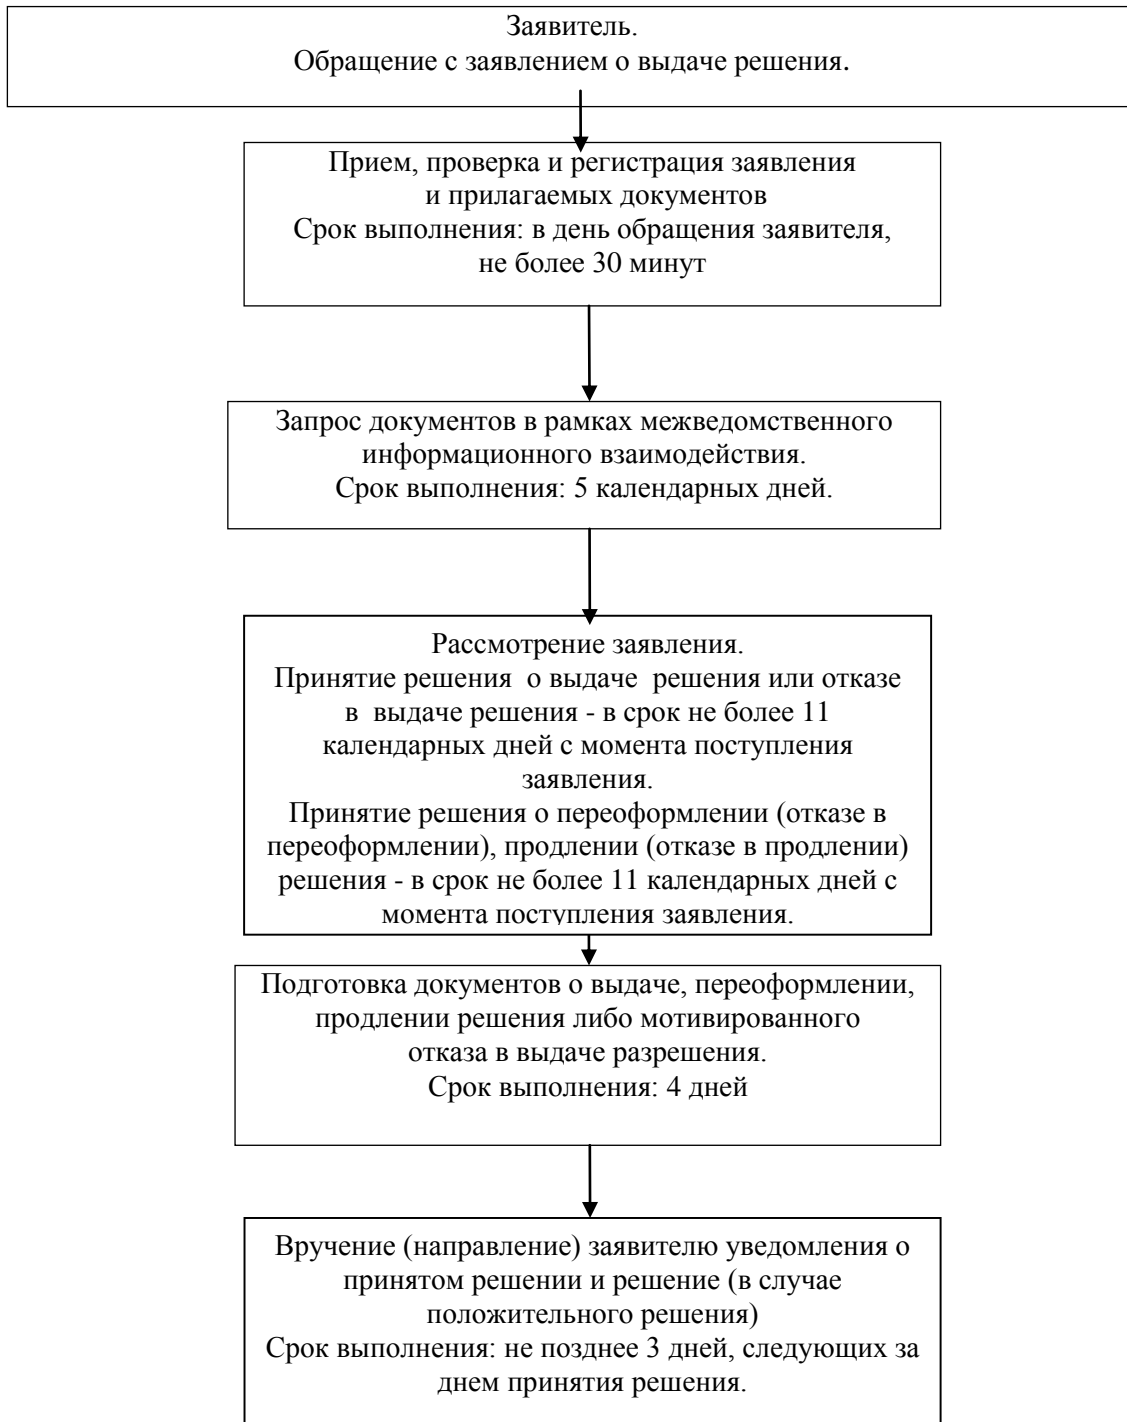 Заявитель.
Обращение с заявлением о выдаче решения.
Прием, проверка и регистрация заявления
и прилагаемых документов
Срок выполнения: в день обращения заявителя,
не более 30 минут
Запрос документов в рамках межведомственного
информационного взаимодействия.
Срок выполнения: 5 календарных дней.
Рассмотрение заявления.
Принятие решения о выдаче решения или отказе
в выдаче решения - в срок не более 11
календарных дней с момента поступления
заявления.
Принятие решения о переоформлении (отказе в
переоформлении), продлении (отказе в продлении)
решения - в срок не более 11 календарных дней с
момента поступления заявления.
Подготовка документов о выдаче, переоформлении,
продлении решения либо мотивированного
отказа в выдаче разрешения.
Срок выполнения: 4 дней
Вручение (направление) заявителю уведомления о
принятом решении и решение (в случае
положительного решения)
Срок выполнения: не позднее 3 дней, следующих за
днем принятия решения.